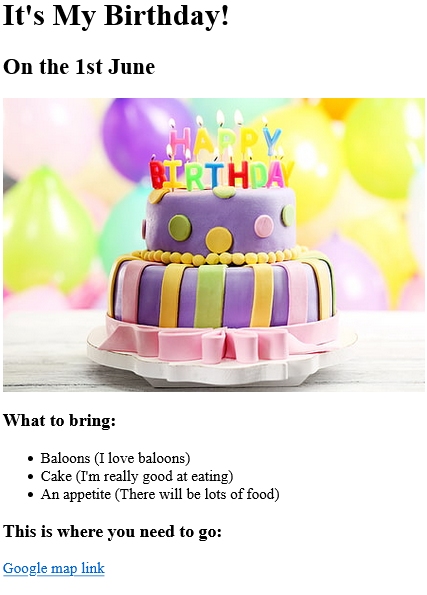 It's My Birthday!
On the 1st June
HAPPY
BIRTHDAY
What to bring:
Baloons (I love baloons)
Cake (I'm really good at eating)
An appetite (There will be lots of food)
This is where you need to go:
Google map link